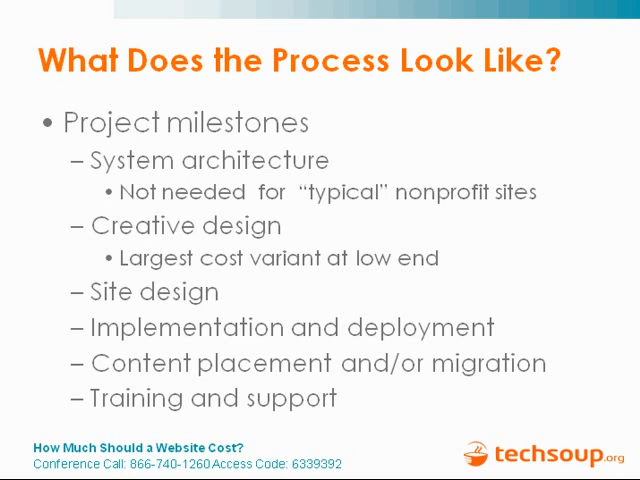 What Does the Process Look Like?
• Project milestones
– System architecture
• Not needed for “typical” nonprofit sites
– Creative design
• Largest cost variant at low end
– Site design
– Implementation and deployment
– Content placement and/or migration
– Training and support
How Much Should a Website Cost?
Conference Call: 866-740-1260 Access Code: 6339392
techsoup.org